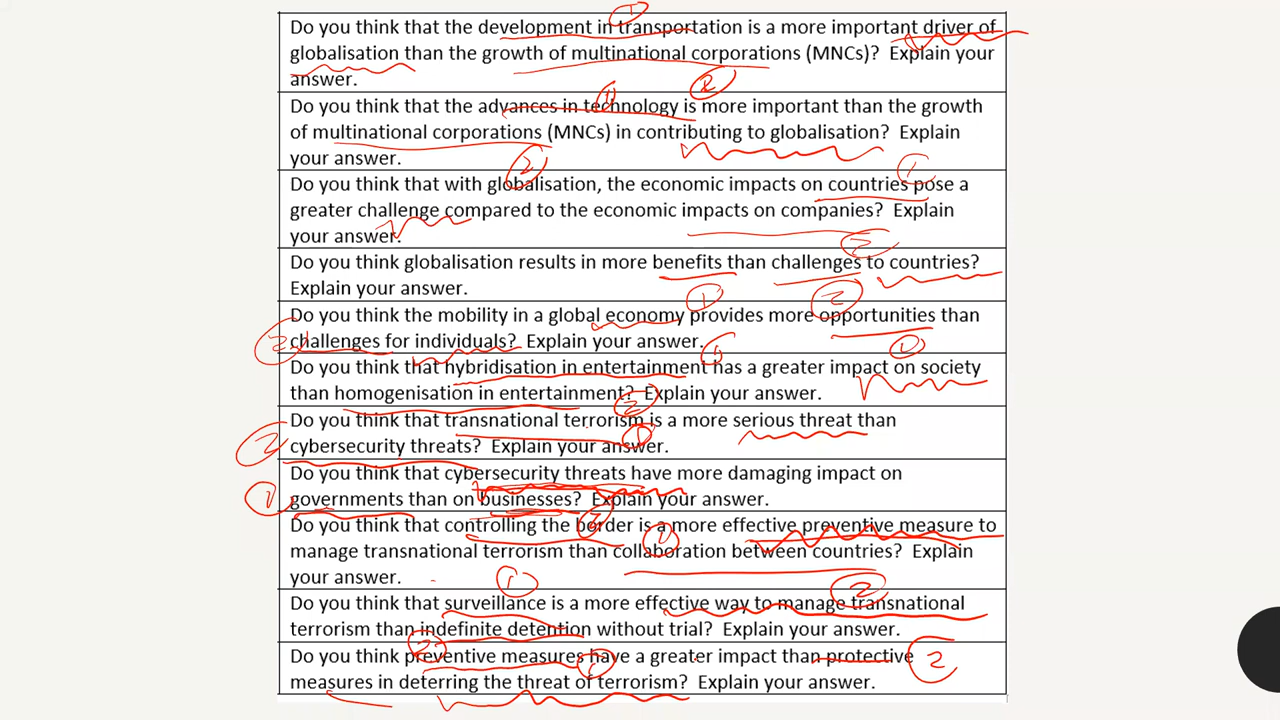 Do you think that the development in transportation is a more important driver of
globalisation than the growth of multinational corporations (MNCs)? Explain your
answer.
Do you think that the advances in technology is more important than the growth
of multinational corporations (MNCs) in contributing to globalisation? Explain
your answer.
Do you think that with globalisation, the economic impacts on countries pose a
greater challenge compared to the economic impacts on companies? Explain
your answer.
Do you think globalisation results in more benefits than challenges to countries?
Explain your answer.
Do you think the mobility in a global economy provides more opportunities than
challenges for individuals? Explain your answer.
Do you think that hybridisation in entertainment has a greater impact on society
than homogenisation in entertainment? Explain your answer.
Do you think that transnational terrorism is a more serious threat than
cybersecurity threats? Explain your answer.
Do you think that cybersecurity threats have more damaging impact on
governments than on businesses? Explain your answer.
Do you think that controlling the border is a more effective preventive measure to
manage transnational terrorism than collaboration between countries? Explain
your answer.
Do you think that surveillance is a more effective way to manage transnational
terrorism than indefinite detention without trial? Explain your answer.
Do you think preventive measures have a greater impact than protective
measures in deterring the threat of terrorism? Explain your answer.